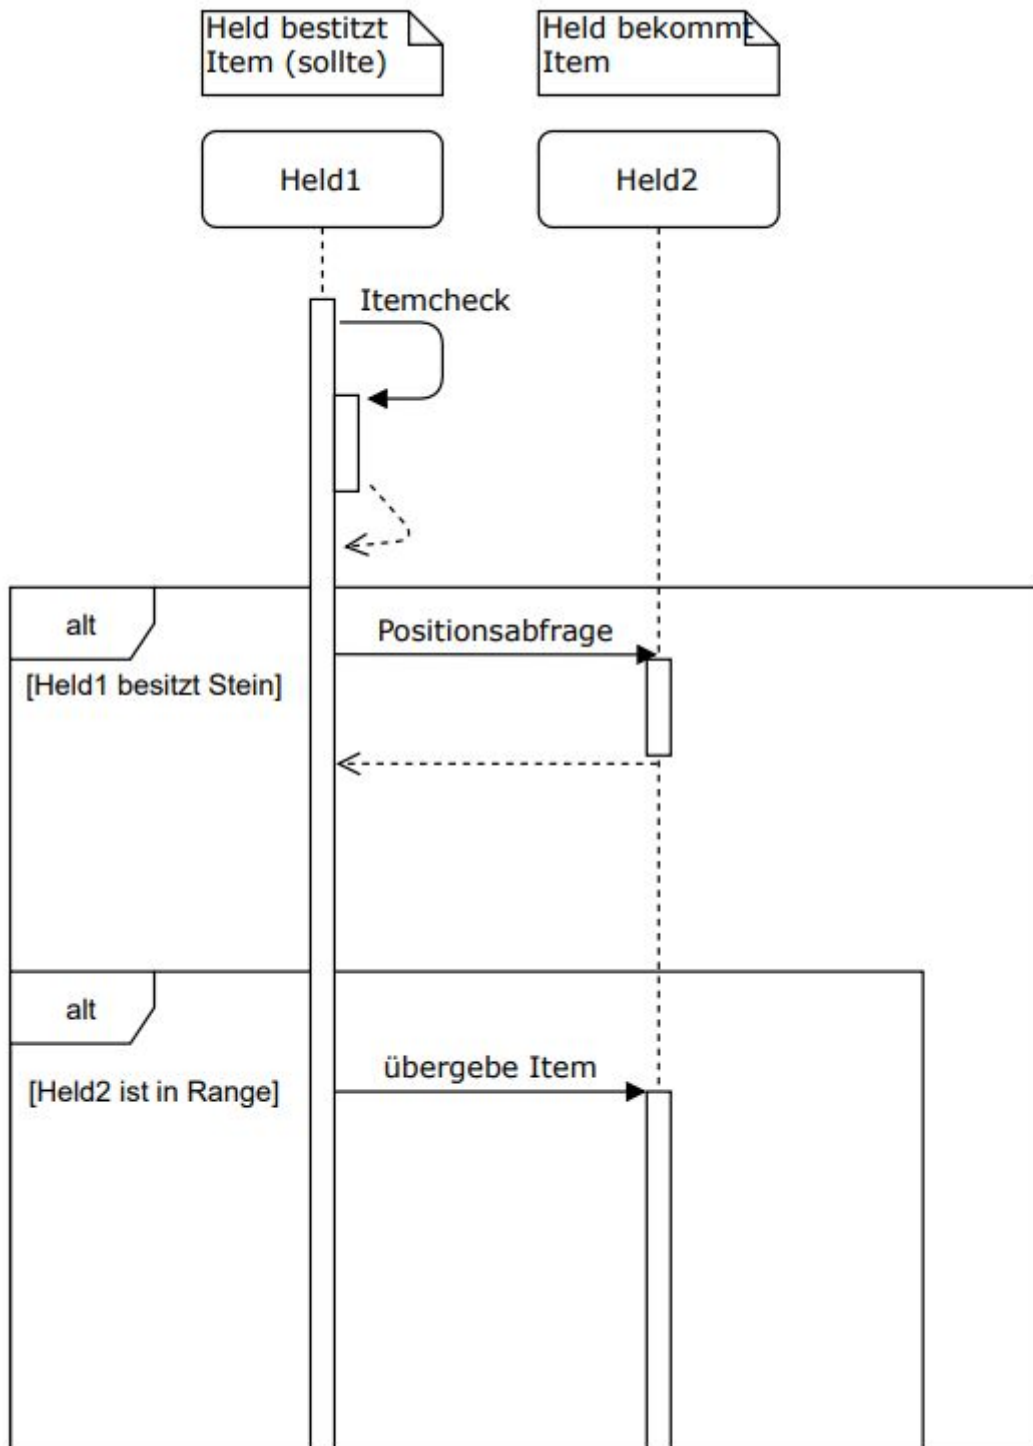 Held bestitzt
Item (sollte)
Held bekommt
Item
Held1
Held2
Itemcheck
alt
Positionsabfrage
[Held1 besitzt Stein]
alt
übergebe Item
[Held2 ist in Range]